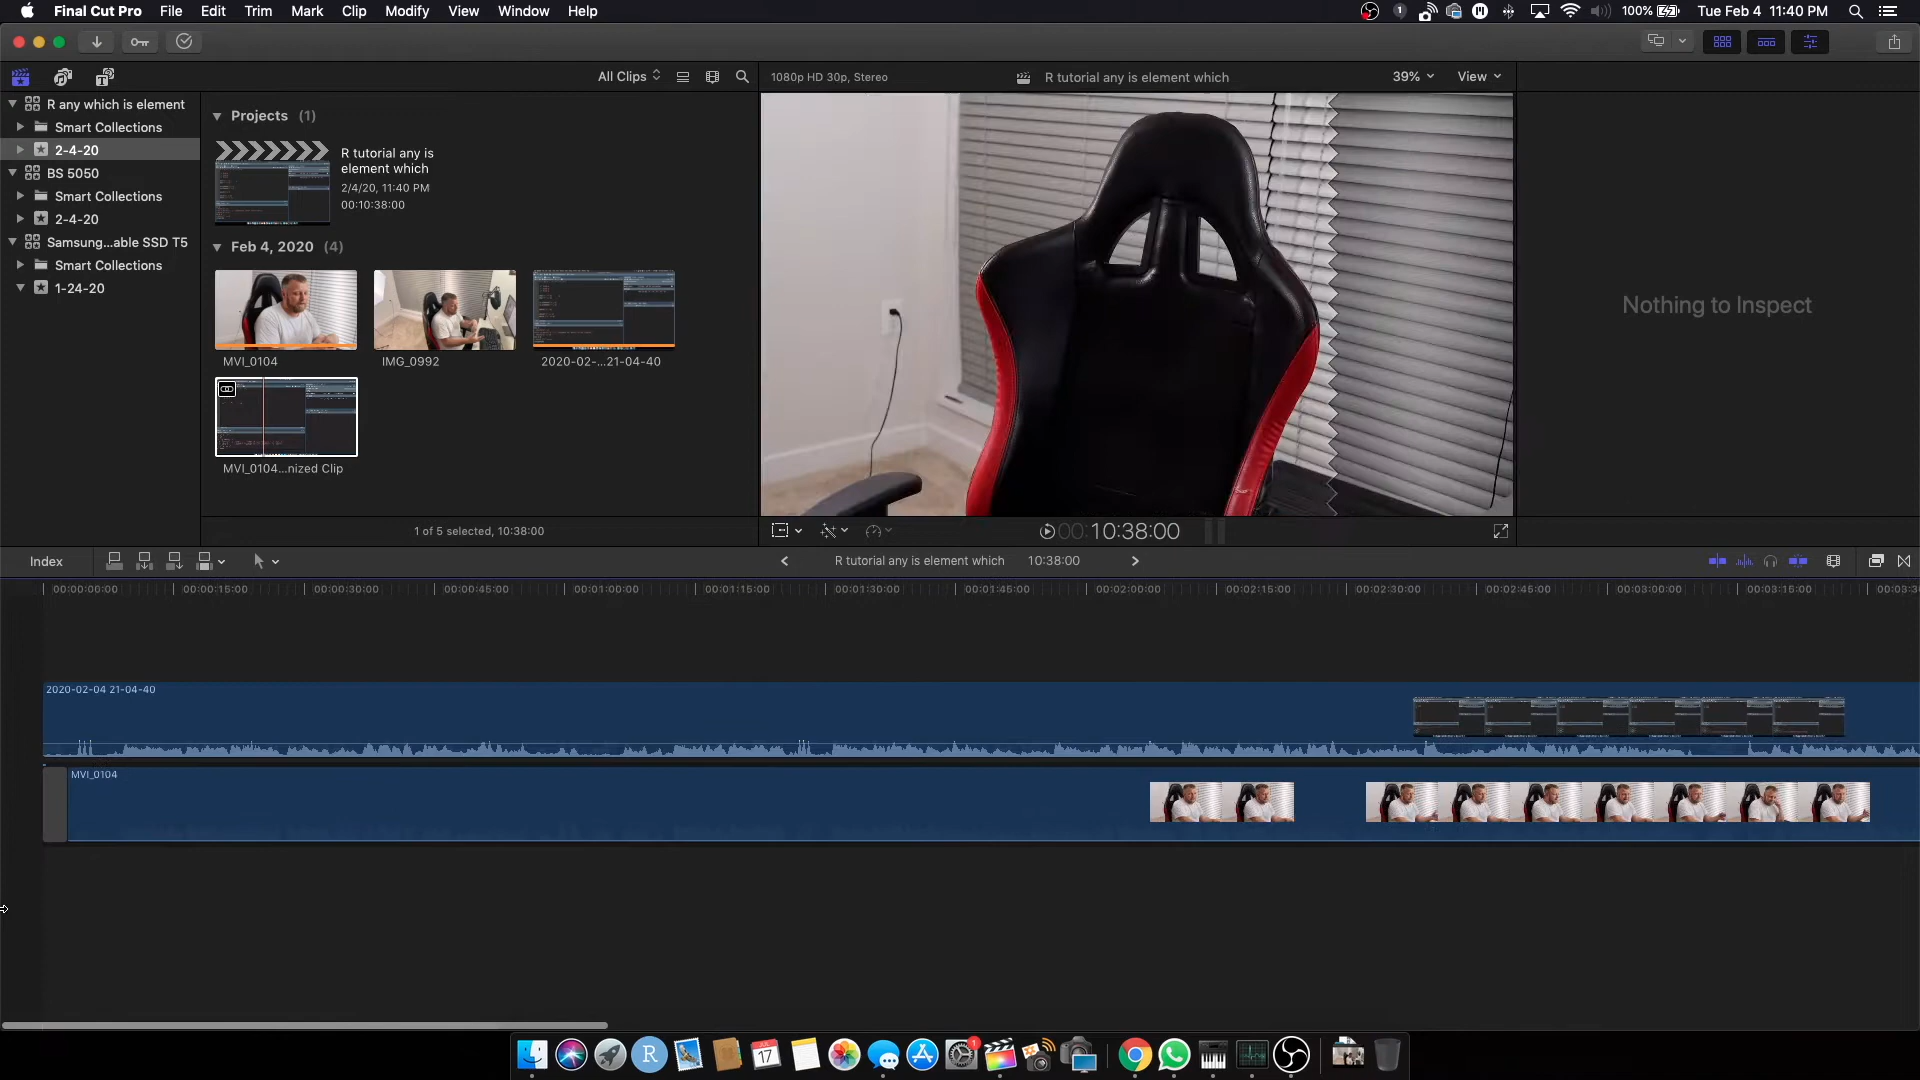 Final Cut Pro File Edit Trim Mark Clip Modify View Window Help 100% Tue Feb 4 11:40 PM
All Clips 1080p HD 30p, Stereo R tutorial any is element which 39% View
R any which is element
Smart Collections
2-4-20
BS 5050
Smart Collections
2-4-20
Samsung...able SSD T5
Smart Collections
1-24-20
Projects (1)
R tutorial any is
element which
2/4/20, 11:40 PM
00:10:38:00
Feb 4, 2020 (4)
MVI_0104 IMG_0992 2020-02-...21-04-40
MVI_0104...nized Clip
1 of 5 selected, 10:38:00
00:10:38:00
Nothing to Inspect
Index R tutorial any is element which 10:38:00
00:00:00:00 00:00:15:00 00:00:30:00 00:00:45:00 00:01:00:00 00:01:15:00 00:01:30:00 00:01:45:00 00:02:00:00 00:02:15:00 00:02:30:00 00:02:45:00 00:03:00:00 00:03:15:00 00:03:3
2020-02-04 21-04-40
MVI_0104
17